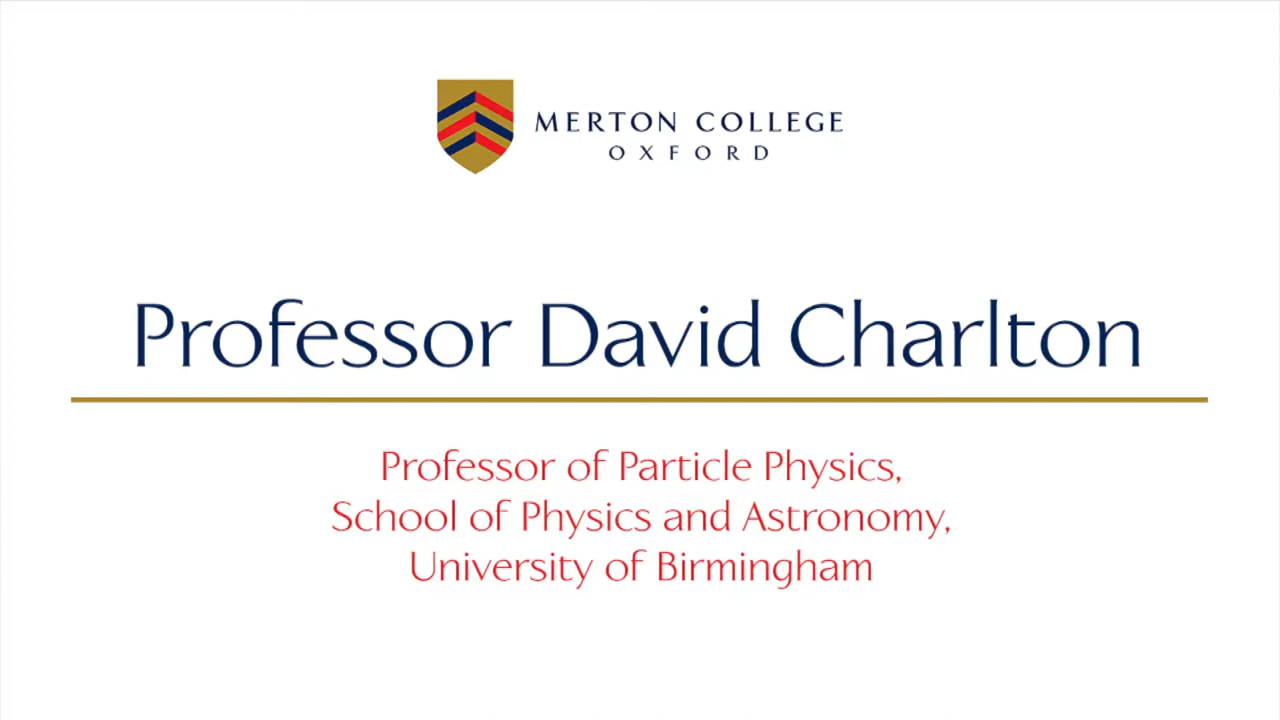 MERTON COLLEGE
OXFORD
Professor David Charlton
Professor of Particle Physics,
School of Physics and Astronomy,
University of Birmingham